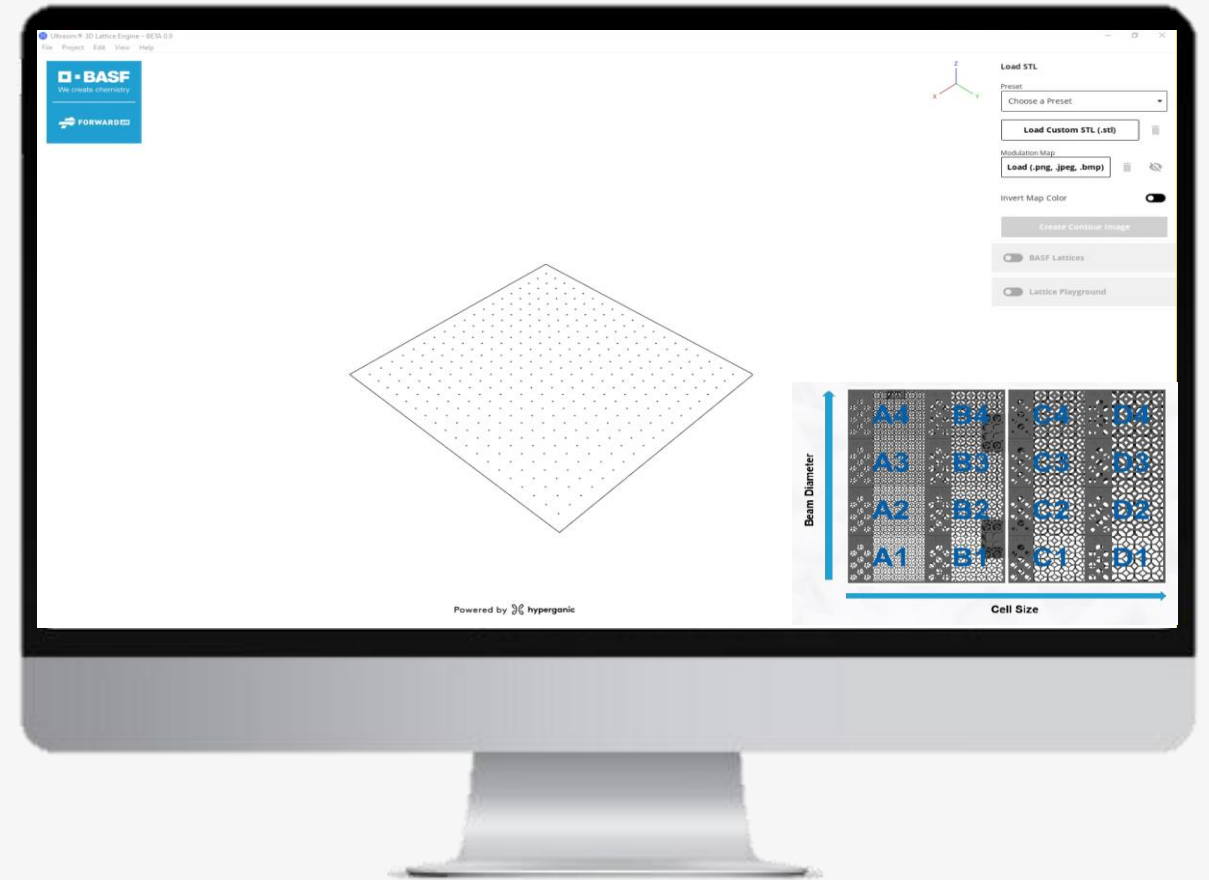 Ultrasim® 3D Lattice Engine - BETA 0.9
File Project Edit View Help
BASF
We create chemistry
FORWARD AM
Z
X
Y
Load STL
Preset
Choose a Preset
Load Custom STL (.stl)
Modulation Map
Load (.png, .jpeg, .bmp)
Invert Map Color
Create Contour Image
BASF Lattices
Lattice Playground
Beam Diameter
A4 B4 C4 D4
A3 B3 C3 D3
A2 B2 C2 D2
A1 B1 C1 D1
Cell Size
Powered by hyperganic